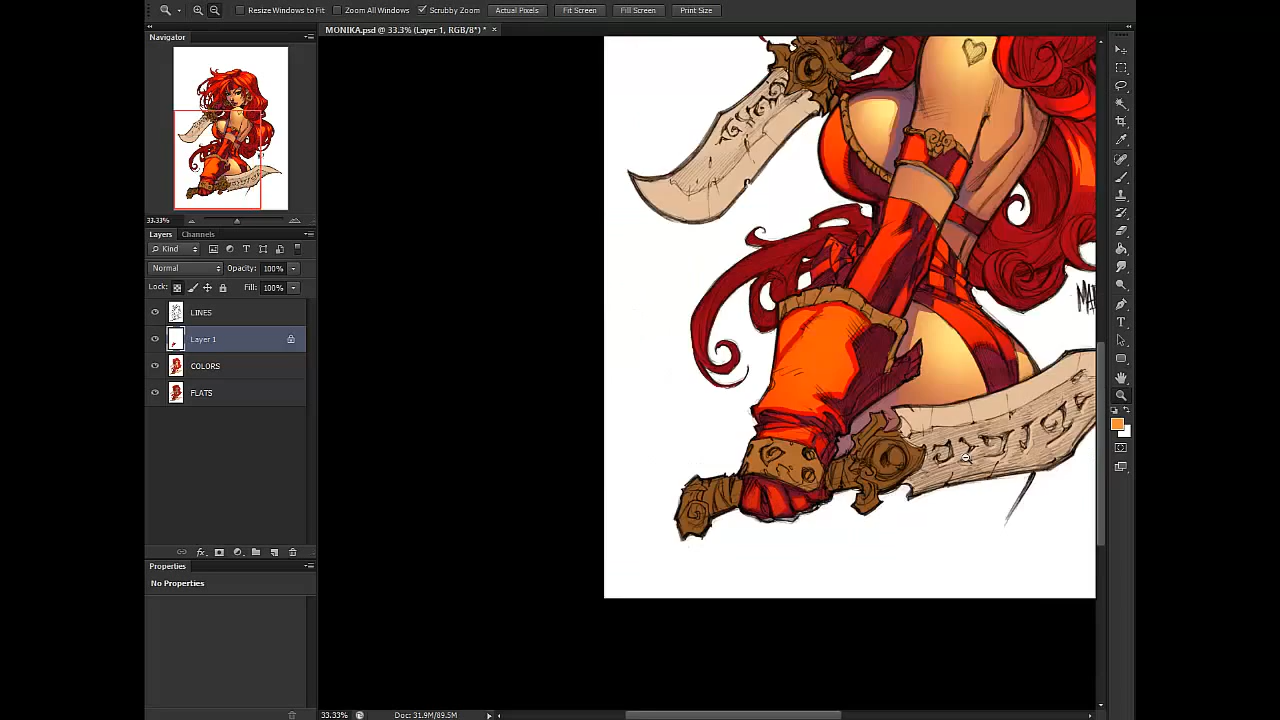 Resize Windows to Fit Zoom All Windows Scrubby Zoom Actual Pixels Fit Screen Fill Screen Print Size
Navigator
MONIKA.psd @ 33.3% (Layer 1, RGB/8*) * ×
33.33%
Layers Channels
Kind
Normal Opacity: 100%
Lock: Fill: 100%
LINES
Layer 1
COLORS
FLATS
fx
Properties
No Properties
33.33% Doc: 31.9M/89.5M